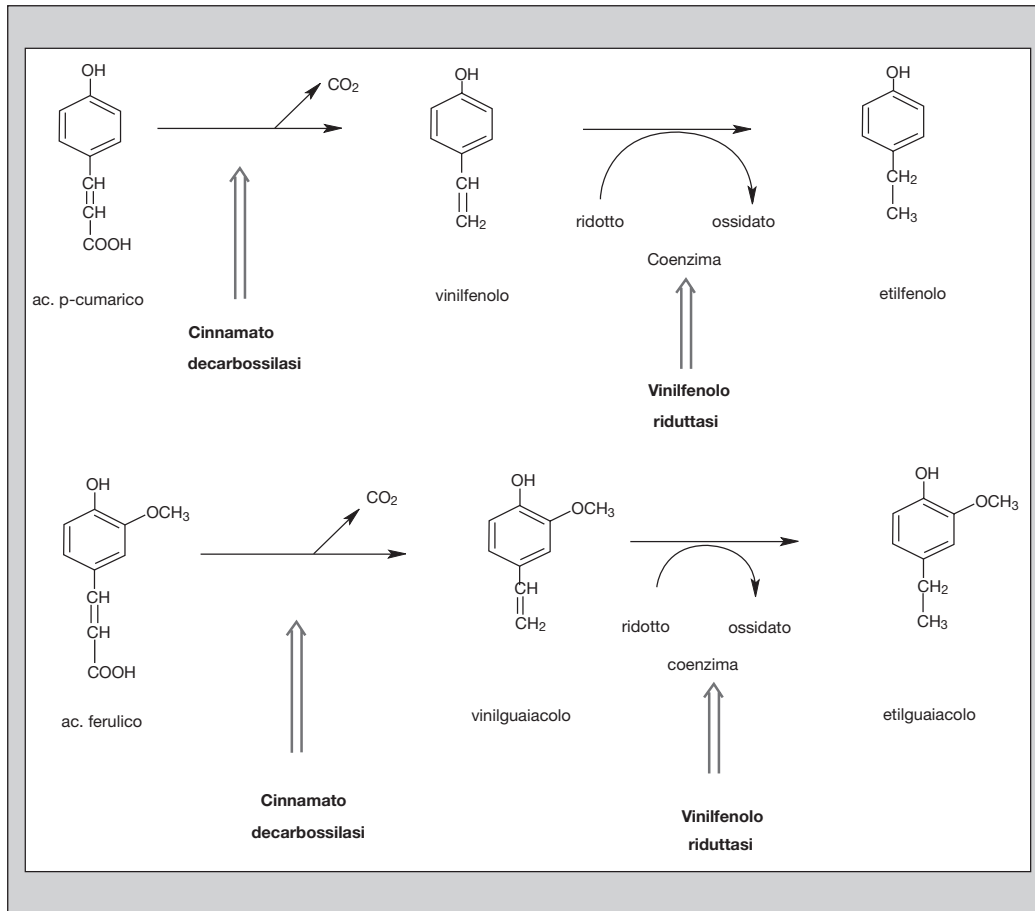 OH
CH
CH
COOH
ac. p-cumarico
CO2
Cinnamato
decarbossilasi
OH
CH
CH2
vinilfenolo
ridotto
ossidato
Coenzima
Vinilfenolo
riduttasi
OH
CH2
CH3
etilfenolo
OH
OCH3
CH
CH
COOH
ac. ferulico
CO2
Cinnamato
decarbossilasi
OH
OCH3
CH
CH2
vinilguaiacolo
ridotto
ossidato
coenzima
Vinilfenolo
riduttasi
OH
OCH3
CH2
CH3
etilguaiacolo